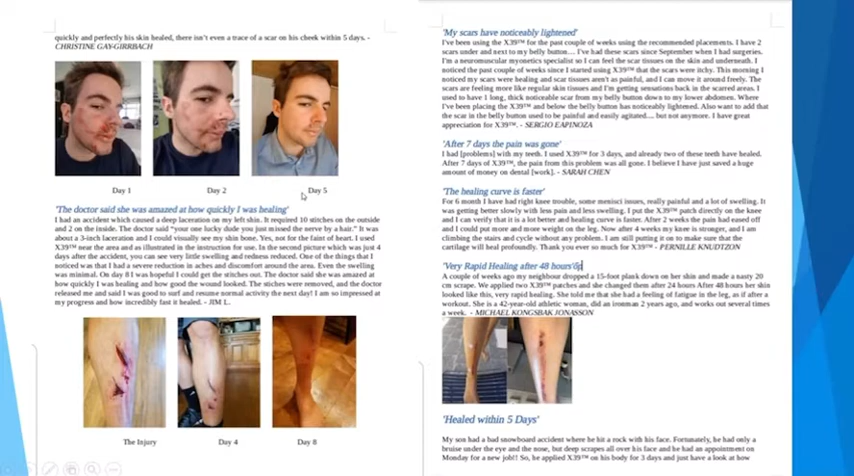 quickly and perfectly his skin healed, there isn't even a trace of a scar on his cheek within 5 days. -
CHRISTINE GAY-GIRRBACH
Day 1
Day 2
Day 5
'The doctor said she was amazed at how quickly I was healing'
I had an accident which caused a deep laceration on my left shin. It required 10 stitches on the outside
and 2 on the inside. The doctor said "your one lucky dude you just missed the nerve by a hair". It was
about a 3-inch laceration and I could visually see my shin bone. Yes, not for the faint of heart. I used
X39™ near the area and as illustrated in the instruction for use. In the second picture which was just 4
days after the accident, you can see very little swelling and redness reduced. One of the things that I
noticed was that I had a severe reduction in aches and discomfort around the area. Even the swelling
was minimal. On day 8 I was hopeful I could get the stitches out. The doctor said she was amazed at
how quickly I was healing and how good the wound looked. The stiches were removed, and the doctor
released me and said I was good to surf and resume normal activity the next day! I am so impressed at
my progress and how incredibly fast it healed. - JIM L.
The Injury
Day 4
Day 8
'My scars have noticeably lightened'
I've been using the X39™ for the past couple of weeks using the recommended placements. I have 2
scars under and next to my belly button.... I've had these scars since September when I had surgeries.
I'm a neuromuscular myonetics specialist so I can feel the scar tissues on the skin and underneath. I
noticed the past couple of weeks since I started using X39™ that the scars were itchy. This morning I
noticed my scars were healing and scar tissues aren't as painful, and I can move it around freely. The
scars are feeling more like regular skin tissues and I'm getting sensations back in the scarred areas. I
used to have 1 long, thick noticeable scar from my belly button down to my lower abdomen. Where
I've been placing the X39™ and below the belly button has noticeably lightened. Also want to add that
the scar in the belly button used to be painful and easily agitated.... but not anymore. I have great
appreciation for X39™. - SERGIO EAPINOZA
'After 7 days the pain was gone'
I had [problems] with my teeth. I used X39™ for 3 days, and already two of these teeth have healed.
After 7 days of X39™, the pain from this problem was all gone. I believe I have just saved a huge
amount of money on dental [work]. - SARAH CHEN
'The healing curve is faster'
For 6 month I have had right knee trouble, some menisci issues, really painful and a lot of swelling. It
was getting better slowly with less pain and less swelling. I put the X39™ patch directly on the knee
and I can verify that it is a lot better and healing curve is faster. After 2 weeks the pain had eased off
and I could put more and more weight on the leg. Now after 4 weeks my knee is stronger, and I am
climbing the stairs and cycle without any problem. I am still putting it on to make sure that the
cartilage will heal profoundly. Thank you ever so much for X39™ - PERNILLE KNUDTZON
'Very Rapid Healing after 48 hours'
A couple of weeks ago my neighbour dropped a 15-foot plank down on her skin and made a nasty 20
cm scrape. We applied two X39™ patches and she changed them after 24 hours After 48 hours her skin
looked like this, very rapid healing. She told me that she had a feeling of fatigue in the leg, as if after a
workout. She is a 42-year-old athletic woman, did an ironman 2 years ago, and works out several times
a week. - MICHAEL KONGSBAK JONASSON
'Healed within 5 Days'
My son had a bad snowboard accident where he hit a rock with his face. Fortunately, he had only a
bruise under the eye and the nose, but deep scrapes all over his face and he had an appointment on
Monday for a new job!! So, he applied X39™ on his body for 3 days and just have a look at how